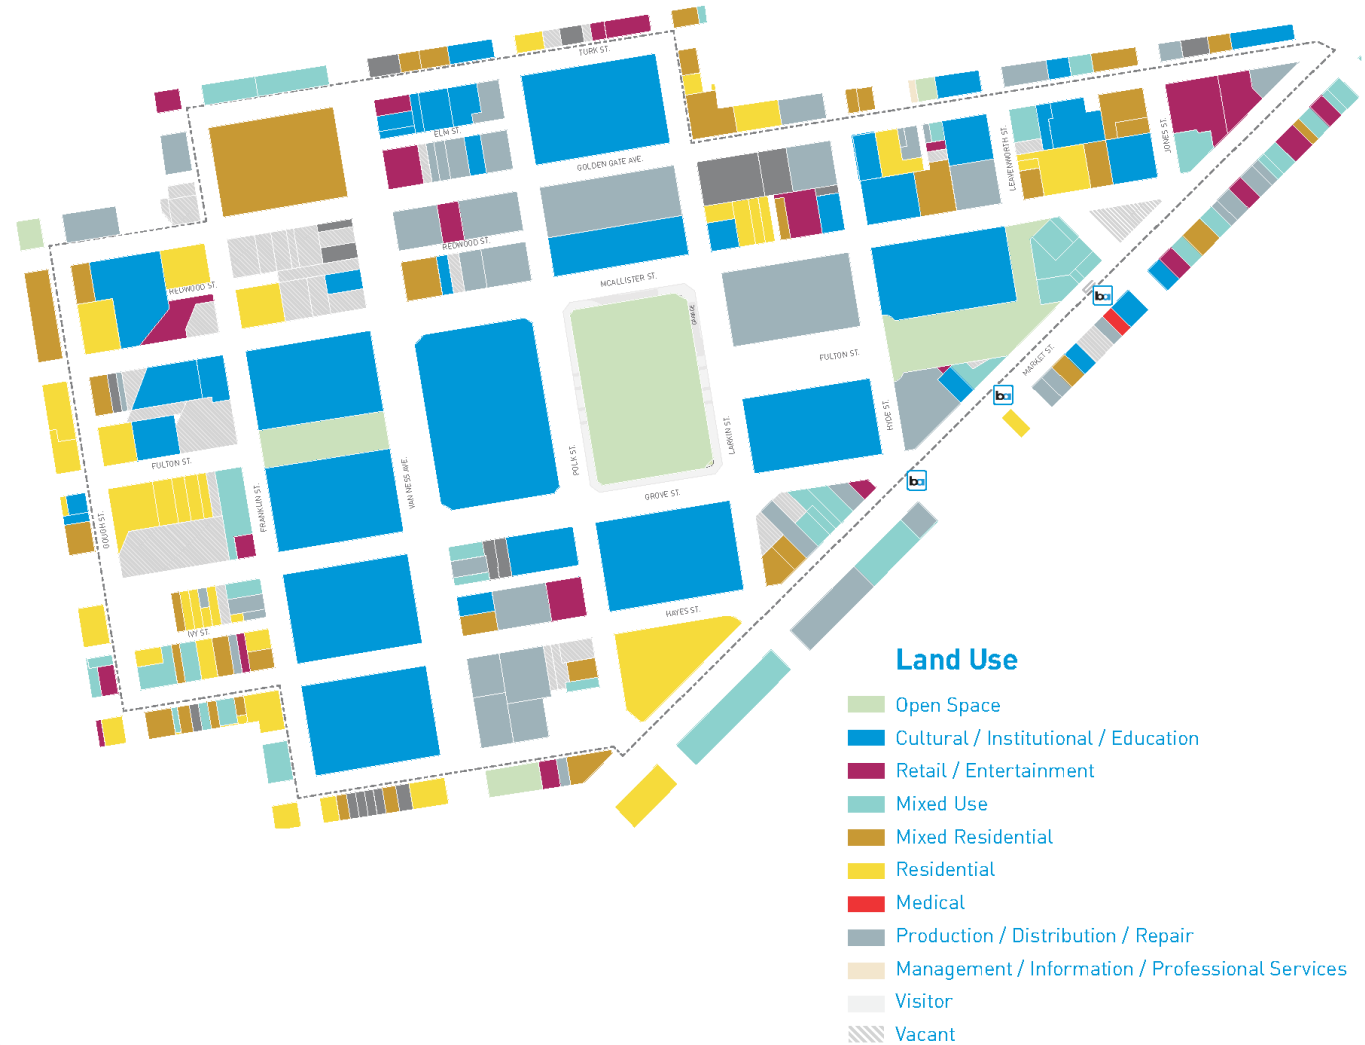 TURK ST.
ELM ST.
GOLDEN GATE AVE.
JONES ST.
LEAVENWORTH ST.
REDWOOD ST.
MCALLISTER ST.
REDWOOD ST.
FULTON ST.
MARKET ST.
HYDE ST.
LARKIN ST.
POLK ST.
VAN NESS AVE.
FULTON ST.
FRANKLIN ST.
GOUGH ST.
GROVE ST.
HAYES ST.
IVY ST.
ba
ba
ba
Land Use
Open Space
Cultural / Institutional / Education
Retail / Entertainment
Mixed Use
Mixed Residential
Residential
Medical
Production / Distribution / Repair
Management / Information / Professional Services
Visitor
Vacant